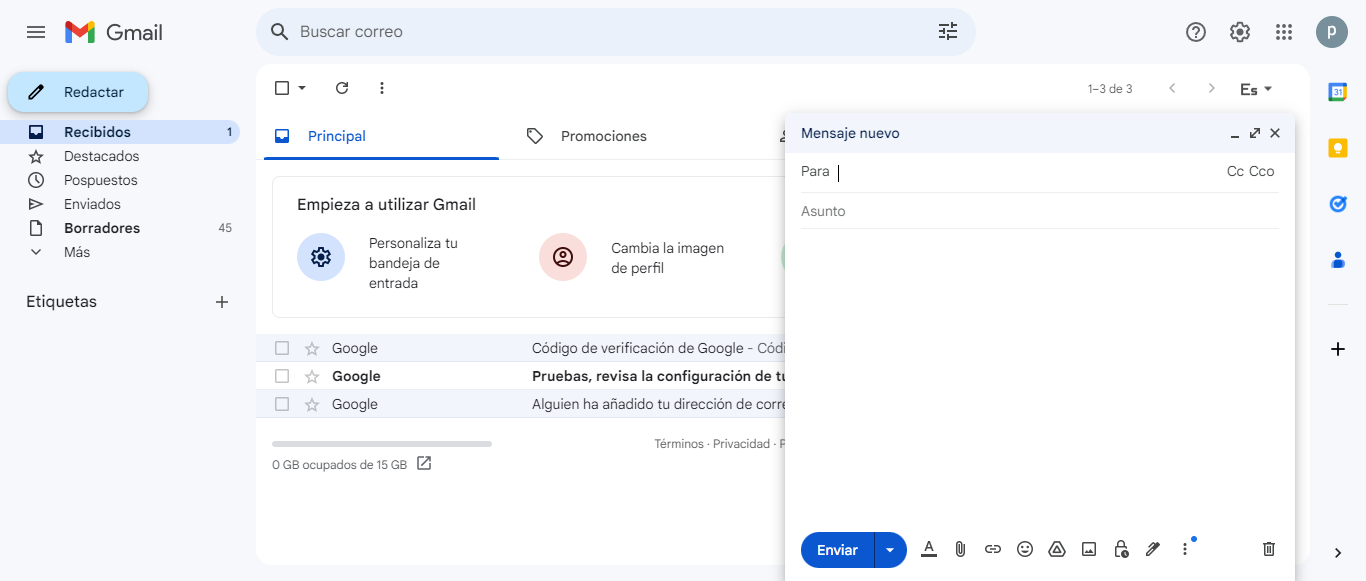 Gmail
Buscar correo
p
Redactar
1–3 de 3
Es
31
Recibidos 1
Destacados
Pospuestos
Enviados
Borradores 45
Más
Etiquetas
Principal
Promociones
Empieza a utilizar Gmail
Personaliza tu
bandeja de
entrada
Cambia la imagen
de perfil
Google Código de verificación de Google - Códi
Google Pruebas, revisa la configuración de tu
Google Alguien ha añadido tu dirección de corre
Términos · Privacidad · P
0 GB ocupados de 15 GB
Mensaje nuevo
Para Cc Cco
Asunto
Enviar
A